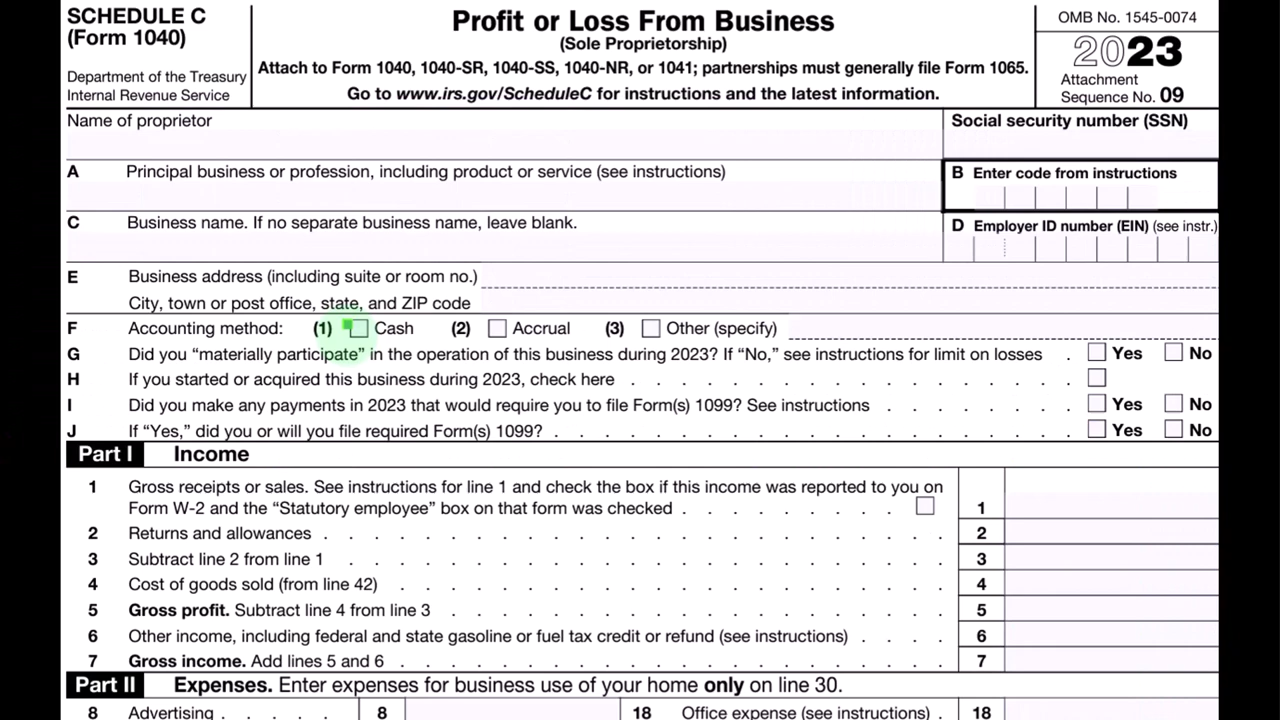 SCHEDULE C
(Form 1040)
Department of the Treasury
Internal Revenue Service
Profit or Loss From Business
(Sole Proprietorship)
Attach to Form 1040, 1040-SR, 1040-SS, 1040-NR, or 1041; partnerships must generally file Form 1065.
Go to www.irs.gov/ScheduleC for instructions and the latest information.
OMB No. 1545-0074
2023
Attachment
Sequence No. 09
Name of proprietor
Social security number (SSN)
A Principal business or profession, including product or service (see instructions)
B Enter code from instructions
C Business name. If no separate business name, leave blank.
D Employer ID number (EIN) (see instr.)
E Business address (including suite or room no.)
City, town or post office, state, and ZIP code
F Accounting method: (1) Cash (2) Accrual (3) Other (specify)
G Did you “materially participate” in the operation of this business during 2023? If “No,” see instructions for limit on losses . Yes No
H If you started or acquired this business during 2023, check here . . . . . . . . . . . . . . . . .
I Did you make any payments in 2023 that would require you to file Form(s) 1099? See instructions . . . . . . . Yes No
J If “Yes,” did you or will you file required Form(s) 1099? . . . . . . . . . . . . . . . . . Yes No
Part I Income
1 Gross receipts or sales. See instructions for line 1 and check the box if this income was reported to you on
Form W-2 and the “Statutory employee” box on that form was checked . . . . . . . . . 1
2 Returns and allowances . . . . . . . . . . . . . . . . . . . . 2
3 Subtract line 2 from line 1 . . . . . . . . . . . . . . . . . . . 3
4 Cost of goods sold (from line 42) . . . . . . . . . . . . . . . . . . 4
5 Gross profit. Subtract line 4 from line 3 . . . . . . . . . . . . . . . . 5
6 Other income, including federal and state gasoline or fuel tax credit or refund (see instructions) . . . . 6
7 Gross income. Add lines 5 and 6 . . . . . . . . . . . . . . . . . . 7
Part II Expenses. Enter expenses for business use of your home only on line 30.
8 Advertising . . . . . 8 18 Office expense (see instructions) . 18